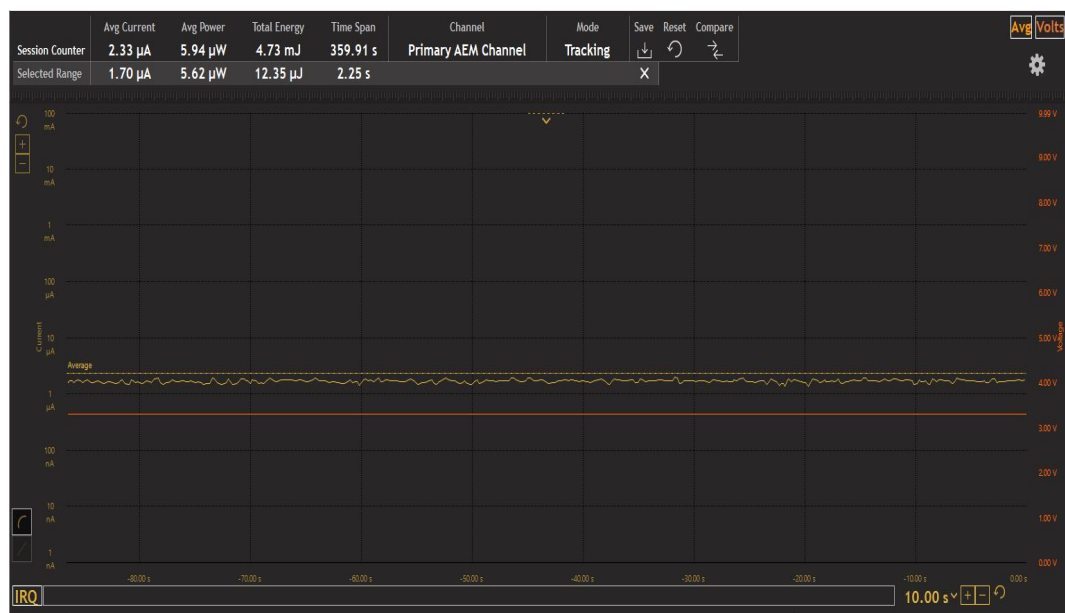 Avg Current Avg Power Total Energy Time Span Channel Mode Save Reset Compare
Session Counter 2.33 µA 5.94 µW 4.73 mJ 359.91 s Primary AEM Channel Tracking
Selected Range 1.70 µA 5.62 µW 12.35 µJ 2.25 s X
Avg Volts
100 mA
10 mA
1 mA
100 µA
10 µA
1 µA
100 nA
10 nA
1 nA
Current
Average
9.99 V
9.00 V
8.00 V
7.00 V
6.00 V
5.00 V
4.00 V
3.00 V
2.00 V
1.00 V
0.00 V
Voltage
-80.00 s -70.00 s -60.00 s -50.00 s -40.00 s -30.00 s -20.00 s -10.00 s 0.00 s
IRQ 10.00 s + -